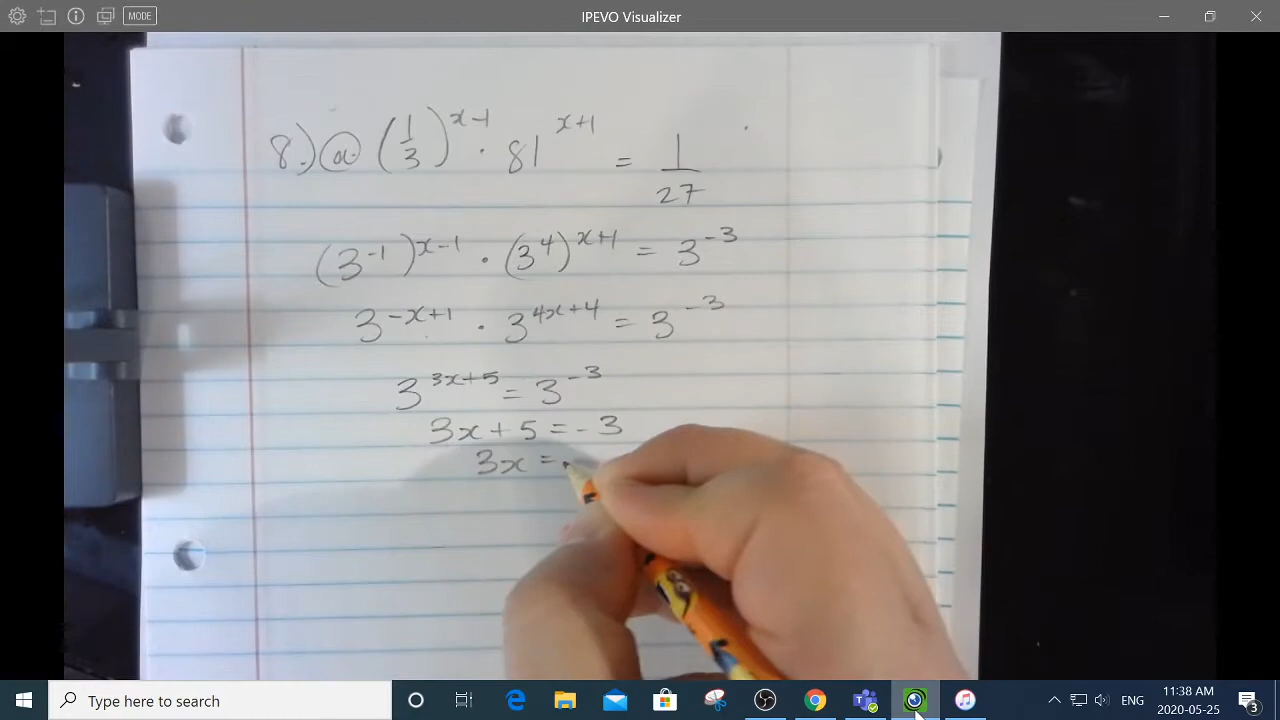 MODE
IPEVO Visualizer
8.) ⓐ (1/3)^(x-1) · 81^(x+1) = 1/27
(3^-1)^(x-1) · (3^4)^(x+1) = 3^-3
3^(-x+1) · 3^(4x+4) = 3^-3
3^(3x+5) = 3^-3
3x + 5 = -3
3x =
Type here to search
ENG
11:38 AM
2020-05-25
3